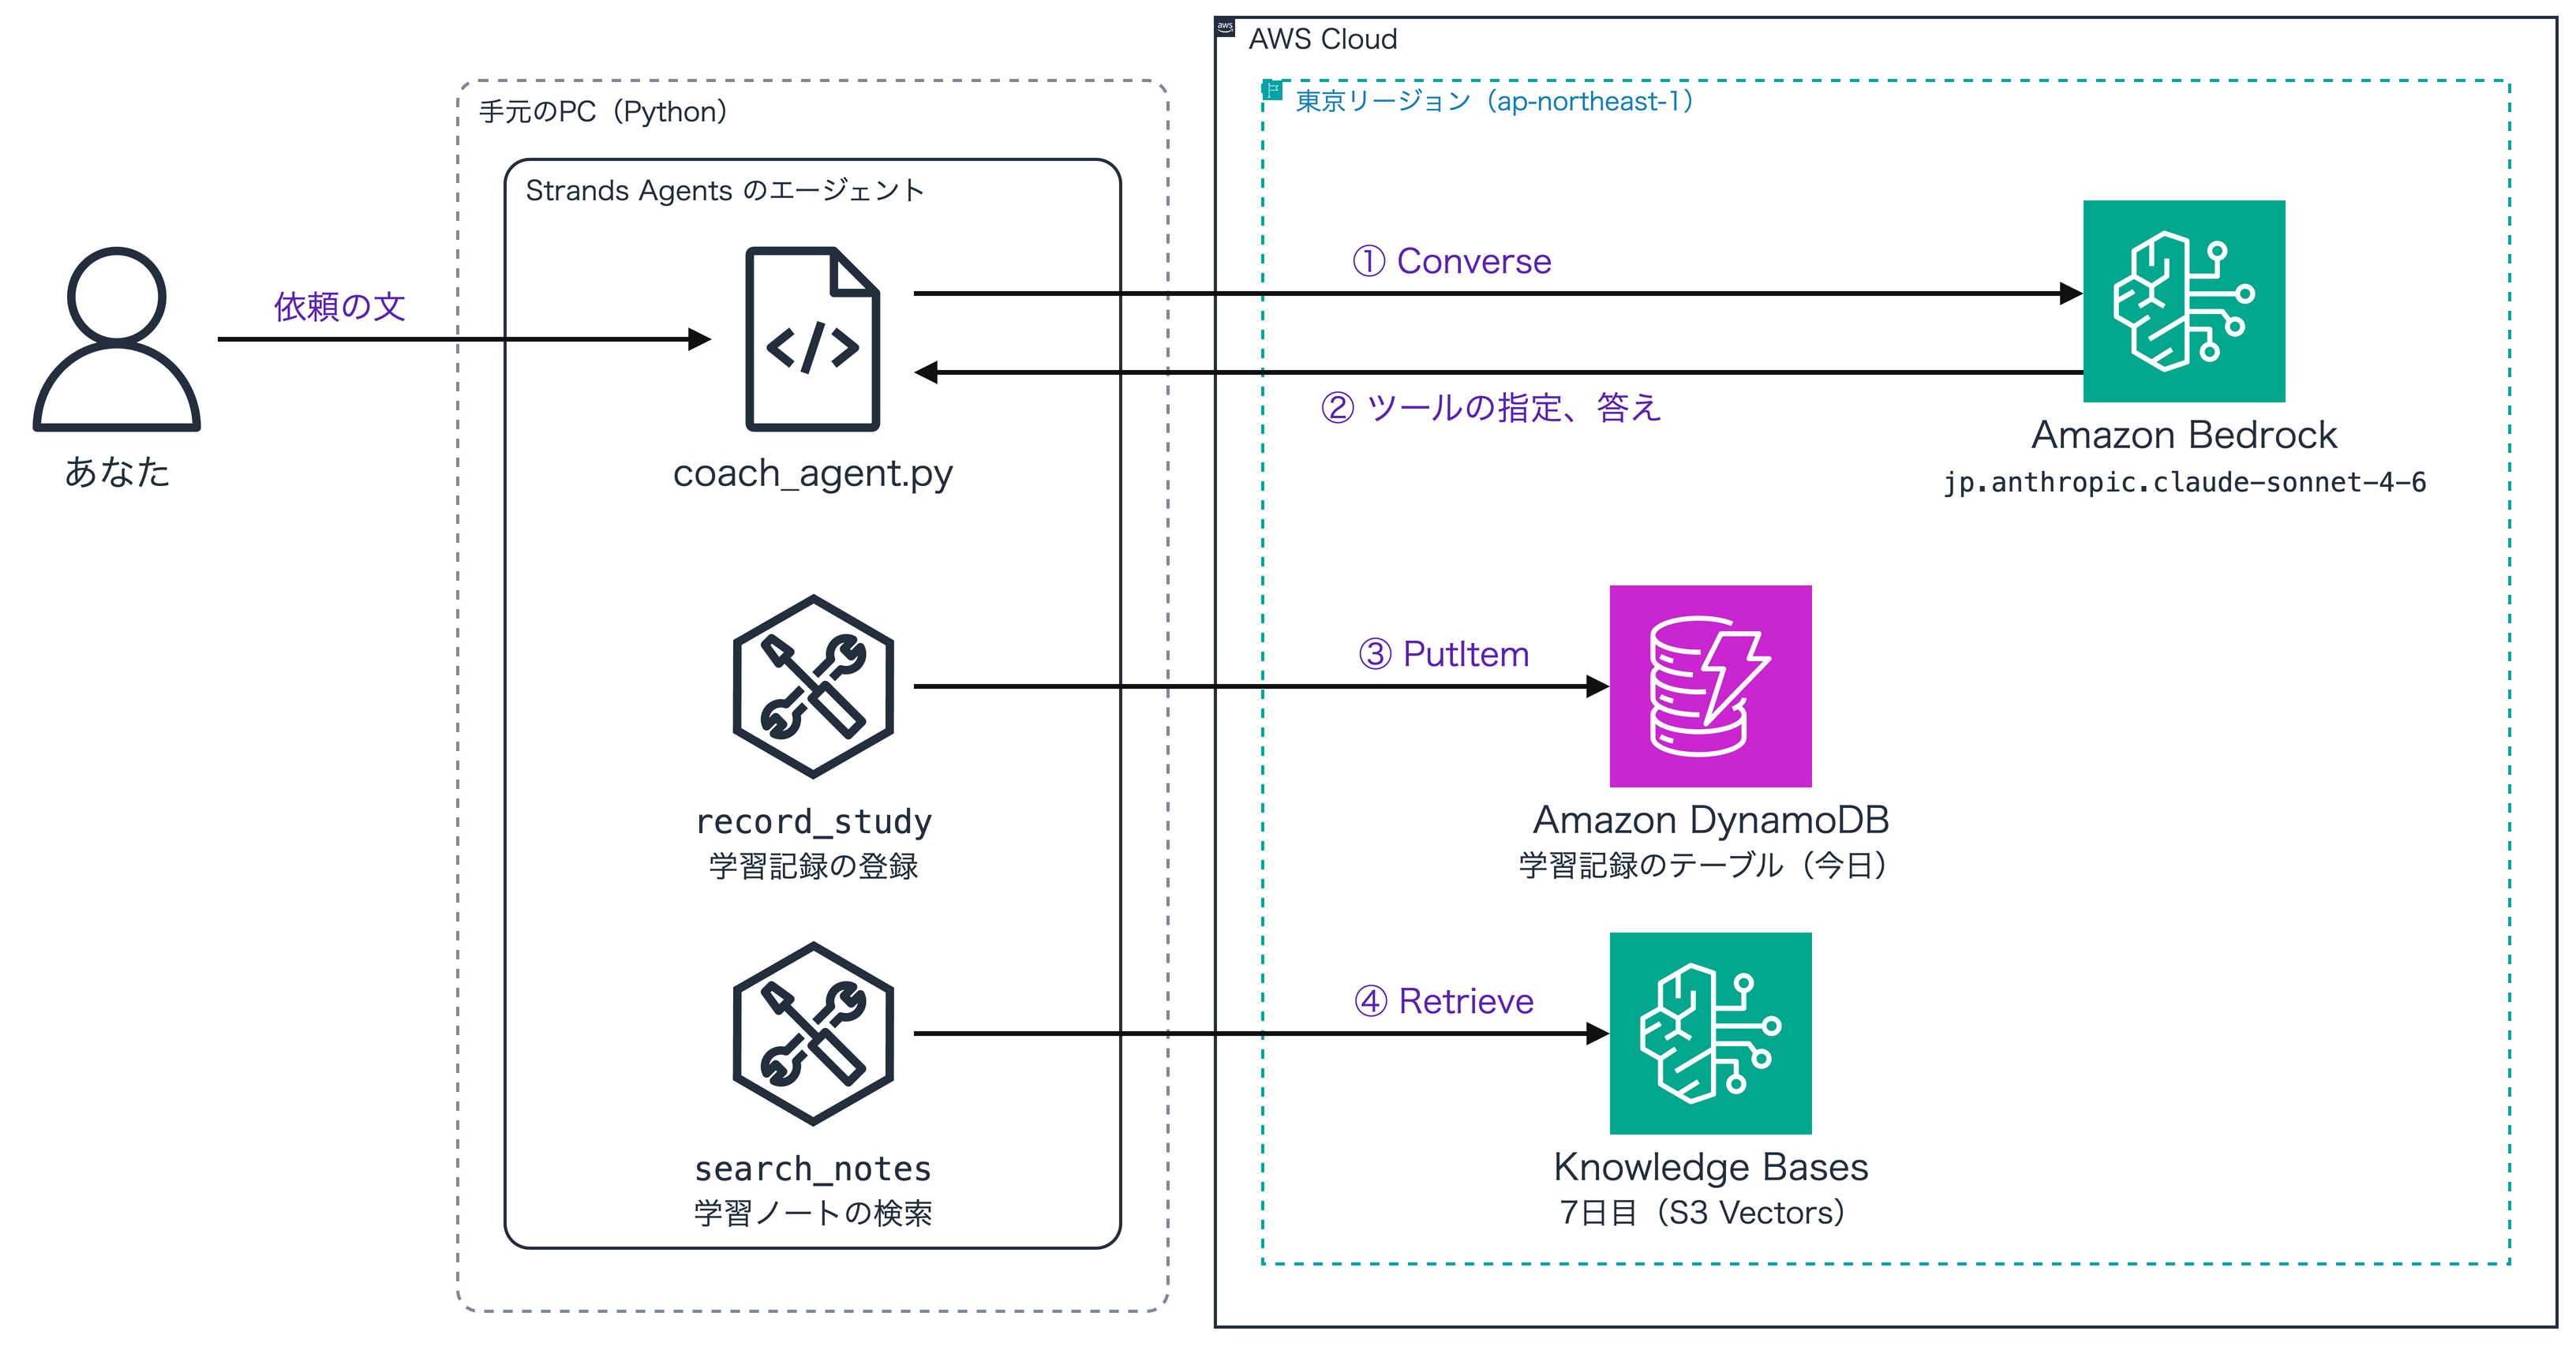 aws
AWS Cloud
東京リージョン（ap-northeast-1）
手元のPC（Python）
Strands Agents のエージェント
依頼の文
あなた
coach_agent.py
① Converse
② ツールの指定、答え
Amazon Bedrock
jp.anthropic.claude-sonnet-4-6
record_study
学習記録の登録
③ PutItem
Amazon DynamoDB
学習記録のテーブル（今日）
search_notes
学習ノートの検索
④ Retrieve
Knowledge Bases
7日目（S3 Vectors）